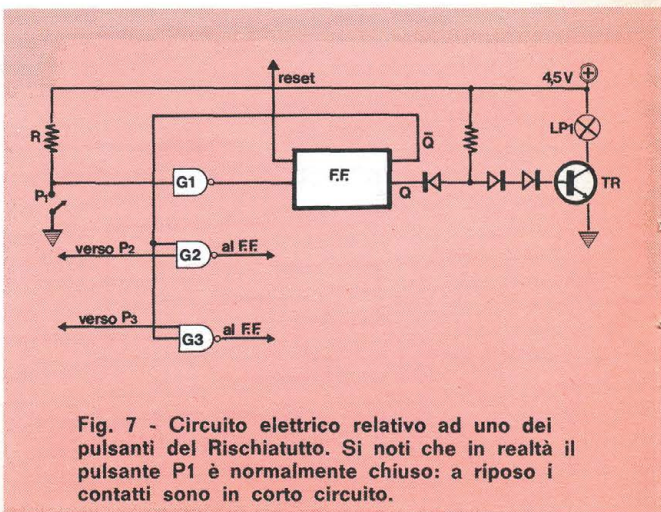 reset
4,5 V
+
R
LP1
Q̄
G1
F.F.
Q
TR
P1
verso P2
G2
al F.F.
verso P3
G3
al F.F.
Fig. 7 - Circuito elettrico relativo ad uno dei
pulsanti del Rischiatutto. Si noti che in realtà il
pulsante P1 è normalmente chiuso: a riposo i
contatti sono in corto circuito.